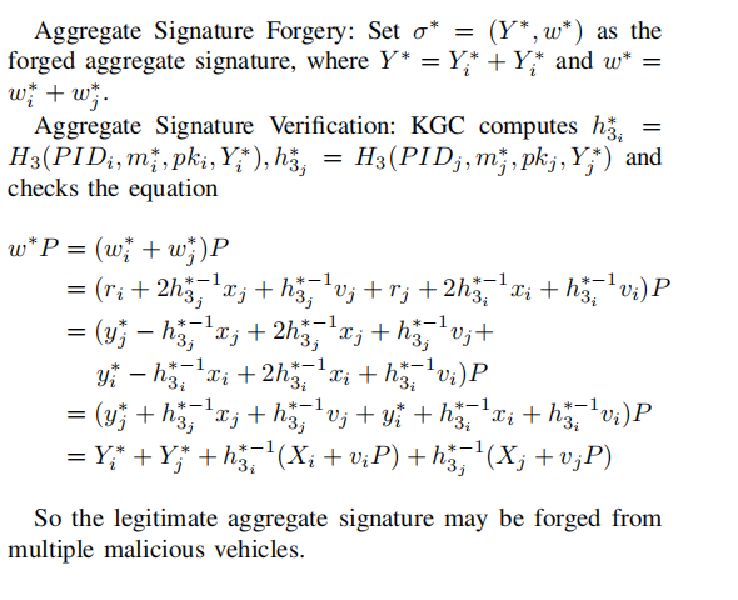 Aggregate Signature Forgery: Set σ* = (Y*, w*) as the
forged aggregate signature, where Y* = Y_i^* + Y_j^* and w* =
w_i^* + w_j^*.
Aggregate Signature Verification: KGC computes h_{3_i}^* =
H_3(PID_i, m_i^*, pk_i, Y_i^*), h_{3_j}^* = H_3(PID_j, m_j^*, pk_j, Y_j^*) and
checks the equation
w*P = (w_i^* + w_j^*)P
= (r_i + 2h_{3_j}^{*-1}x_j + h_{3_j}^{*-1}v_j + r_j + 2h_{3_i}^{*-1}x_i + h_{3_i}^{*-1}v_i)P
= (y_j^* − h_{3_j}^{*-1}x_j + 2h_{3_j}^{*-1}x_j + h_{3_j}^{*-1}v_j+
y_i^* − h_{3_i}^{*-1}x_i + 2h_{3_i}^{*-1}x_i + h_{3_i}^{*-1}v_i)P
= (y_j^* + h_{3_j}^{*-1}x_j + h_{3_j}^{*-1}v_j + y_i^* + h_{3_i}^{*-1}x_i + h_{3_i}^{*-1}v_i)P
= Y_i^* + Y_j^* + h_{3_i}^{*-1}(X_i + v_iP) + h_{3_j}^{*-1}(X_j + v_jP)
So the legitimate aggregate signature may be forged from
multiple malicious vehicles.